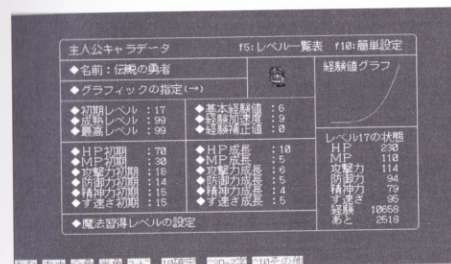 主人公キャラデータ f5:レベル一覧表 f10:簡単設定
◆名前:伝説の勇者
◆グラフィックの指定(→)
経験値グラフ
◆初期レベル :17
◆成熟レベル :99
◆最高レベル :99
◆基本経験値 :6
◆経験加速度 :9
◆経験補正値 :0
◆HP初期 :70
◆MP初期 :30
◆攻撃力初期 :18
◆防御力初期 :14
◆精神力初期 :15
◆す速さ初期 :15
◆HP成長 :10
◆MP成長 :5
◆攻撃力成長 :6
◆防御力成長 :5
◆精神力成長 :4
◆す速さ成長 :5
レベル17の状態
HP 230
MP 110
攻撃力 114
防御力 94
精神力 79
す速さ 95
経験 10658
あと 2518
◆魔法習得レベルの設定